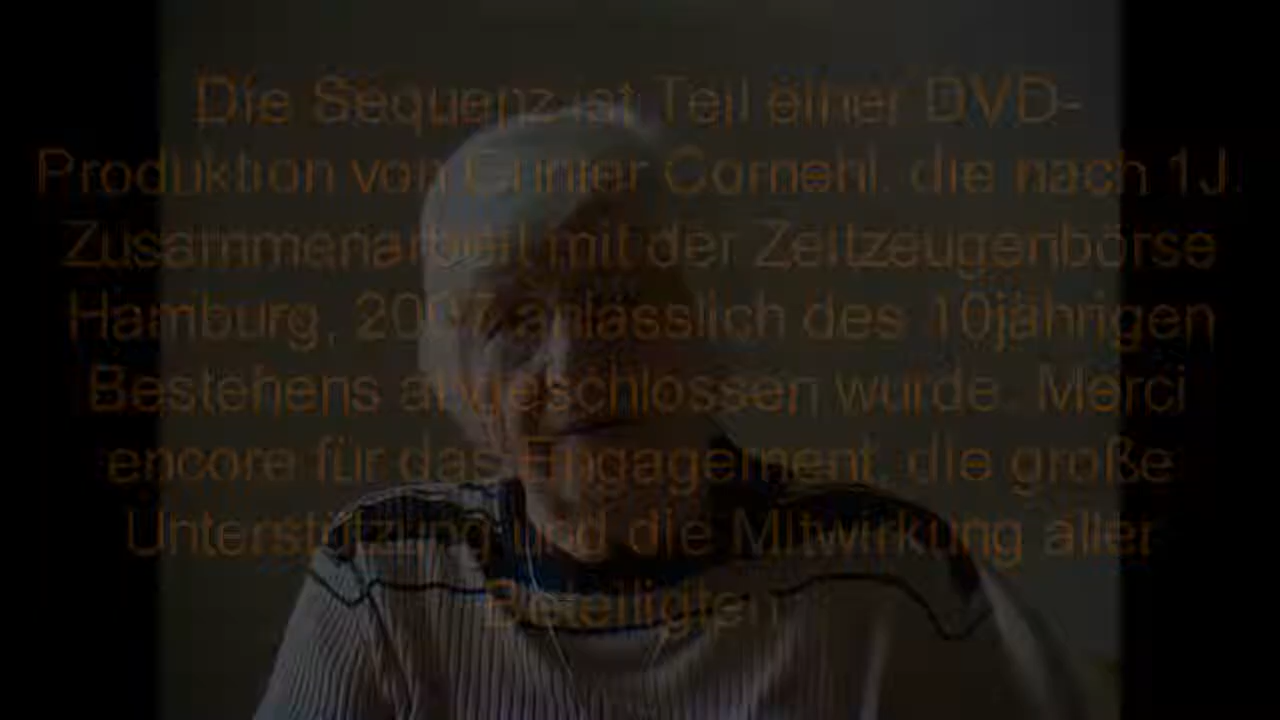 Die Sequenz ist Teil einer DVD-
Produktion von Gunter Cornehl, die nach 1J.
Zusammenarbeit mit der Zeitzeugenbörse
Hamburg, 2007 anlässlich des 10jährigen
Bestehens abgeschlossen wurde. Merci
encore für das Engagement, die große
Unterstützung und die MItwirkung aller
Beteiligten